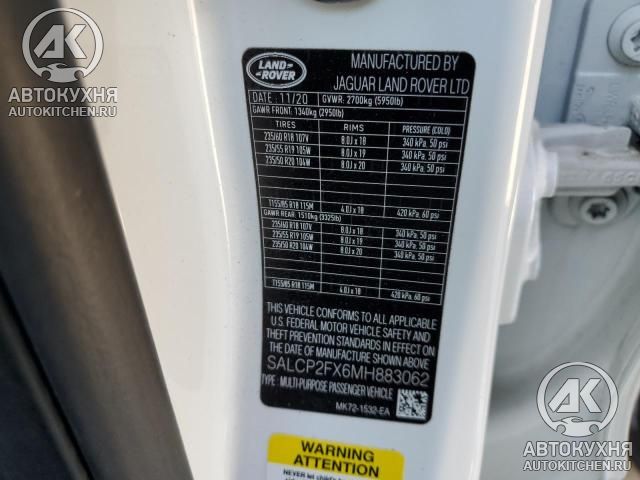 АК
АВТОКУХНЯ
AUTOKITCHEN.RU
LAND-
-ROVER
MANUFACTURED BY
JAGUAR LAND ROVER LTD
DATE: 11/20 GVWR: 2700kg (5950lb)
GAWR FRONT: 1340kg (2950lb)
TIRES RIMS PRESSURE (COLD)
235/60 R18 107V 8.0J x 18 340 kPa, 50 psi
235/55 R19 105W 8.0J x 19 340 kPa, 50 psi
235/50 R20 104W 8.0J x 20 340 kPa, 50 psi
T155/85 R18 115M 4.0J x 18 420 kPa, 60 psi
GAWR REAR: 1510kg (3325lb)
235/60 R18 107V 8.0J x 18 340 kPa, 50 psi
235/55 R19 105W 8.0J x 19 340 kPa, 50 psi
235/50 R20 104W 8.0J x 20 340 kPa, 50 psi
T155/85 R18 115M 4.0J x 18 420 kPa, 60 psi
THIS VEHICLE CONFORMS TO ALL APPLICABLE
U.S. FEDERAL MOTOR VEHICLE SAFETY AND
THEFT PREVENTION STANDARDS IN EFFECT ON
THE DATE OF MANUFACTURE SHOWN ABOVE.
SALCP2FX6MH883062
TYPE: MULTI-PURPOSE PASSENGER VEHICLE
MK72-1532-EA
WARNING
ATTENTION
NEVER let child's
АК
АВТОКУХНЯ
AUTOKITCHEN.RU